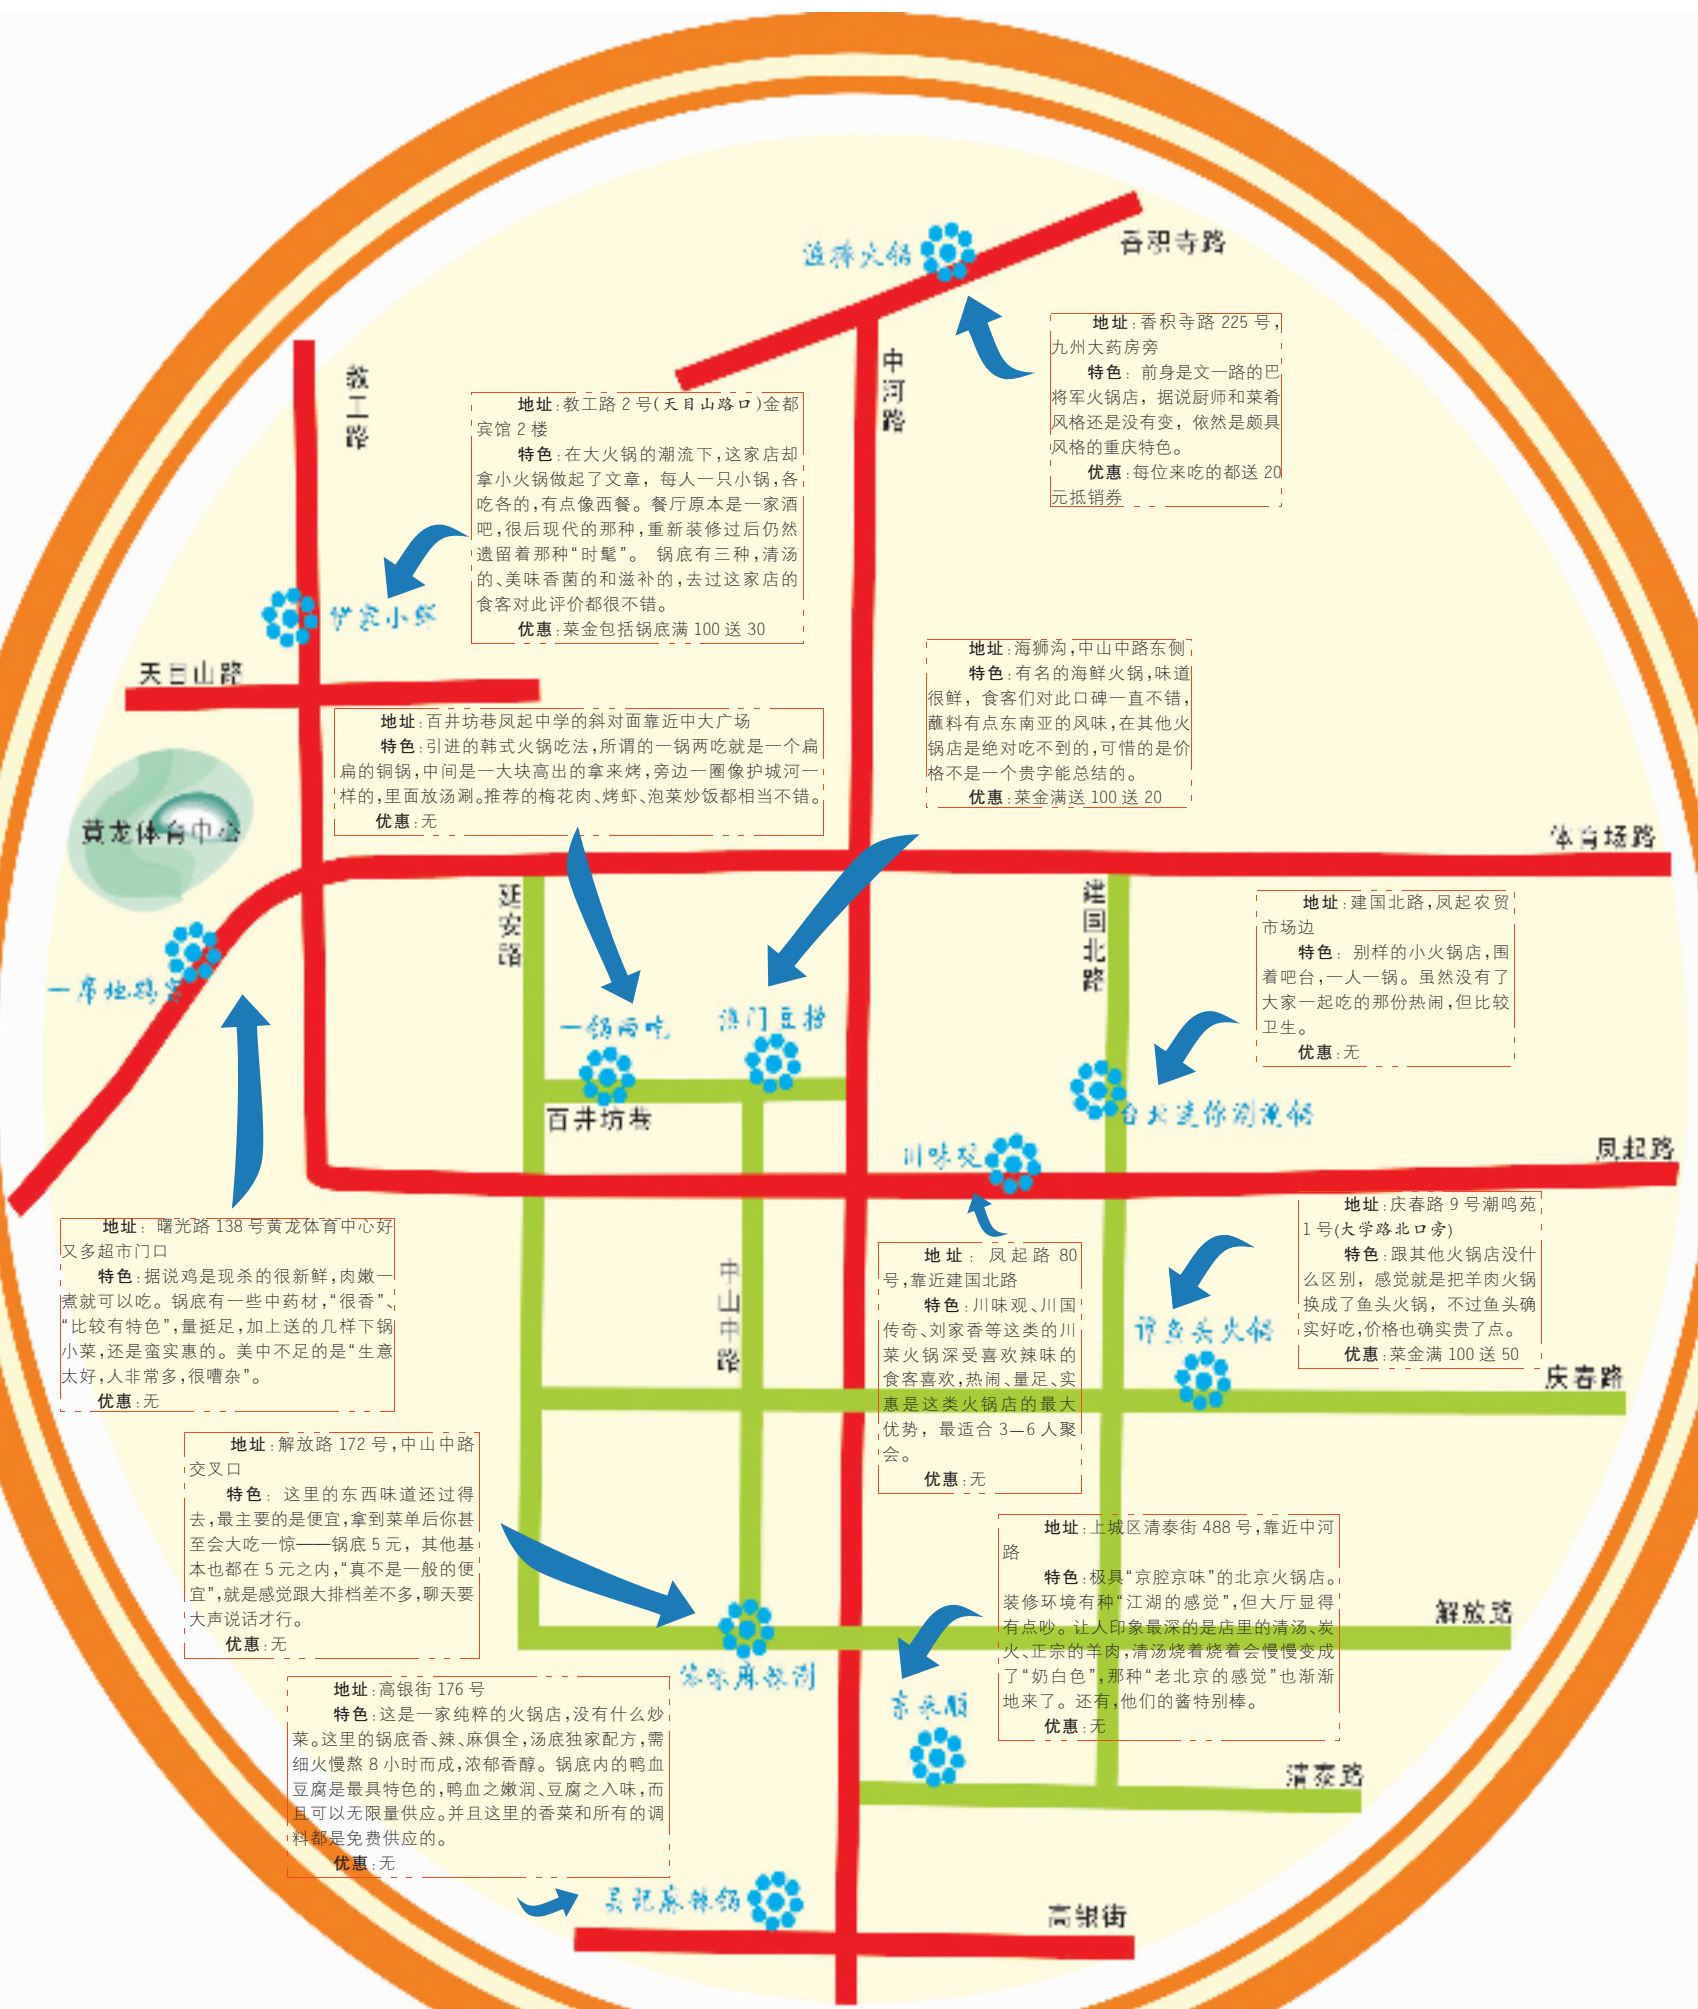 香积寺路
火锅
地址:香积寺路 225 号,
九州大药房旁
特色: 前身是文一路的巴
将军火锅店, 据说厨师和菜肴
风格还是没有变, 依然是颇具
风格的重庆特色。
优惠:每位来吃的都送 20
元抵销券
教工路
中河路
地址:教工路 2 号(天目山路口)金都
宾馆 2 楼
特色:在大火锅的潮流下,这家店却
拿小火锅做起了文章, 每人一只小锅,各
吃各的,有点像西餐。餐厅原本是一家酒
吧,很后现代的那种,重新装修过后仍然
遗留着那种“时髦”。 锅底有三种,清汤
的、美味香菌的和滋补的,去过这家店的
食客对此评价都很不错。
优惠:菜金包括锅底满 100 送 30
天目山路
地址:海狮沟,中山中路东侧
特色:有名的海鲜火锅,味道
很鲜, 食客们对此口碑一直不错,
蘸料有点东南亚的风味,在其他火
锅店是绝对吃不到的,可惜的是价
格不是一个贵字能总结的。
优惠:菜金满送 100 送 20
地址:百井坊巷凤起中学的斜对面靠近中大广场
特色:引进的韩式火锅吃法,所谓的一锅两吃就是一个扁
扁的铜锅,中间是一大块高出的拿来烤,旁边一圈像护城河一
样的,里面放汤涮。推荐的梅花肉、烤虾、泡菜炒饭都相当不错。
优惠:无
黄龙体育中心
体育场路
延安路
建国北路
地址:建国北路,凤起农贸
市场边
特色: 别样的小火锅店,围
着吧台,一人一锅。虽然没有了
大家一起吃的那份热闹,但比较
卫生。
优惠:无
一席地鸡窝
一锅两吃
澳门豆捞
百井坊巷
台北迷你涮涮锅
川味观
凤起路
地址: 曙光路 138 号黄龙体育中心好
又多超市门口
特色:据说鸡是现杀的很新鲜,肉嫩一
煮就可以吃。锅底有一些中药材,“很香”、
“比较有特色”,量挺足,加上送的几样下锅
小菜,还是蛮实惠的。美中不足的是“生意
太好,人非常多,很嘈杂”。
优惠:无
中山中路
地址: 凤起路 80
号,靠近建国北路
特色:川味观、川国
传奇、刘家香等这类的川
菜火锅深受喜欢辣味的
食客喜欢,热闹、量足、实
惠是这类火锅店的最大
优势, 最适合 3—6 人聚
会。
优惠:无
地址:庆春路 9 号潮鸣苑
1 号(大学路北口旁)
特色:跟其他火锅店没什
么区别, 感觉就是把羊肉火锅
换成了鱼头火锅, 不过鱼头确
实好吃,价格也确实贵了点。
优惠:菜金满 100 送 50
谭鱼头火锅
庆春路
地址:解放路 172 号,中山中路
交叉口
特色: 这里的东西味道还过得
去,最主要的是便宜,拿到菜单后你甚
至会大吃一惊——锅底 5 元, 其他基
本也都在 5 元之内,“真不是一般的便
宜”,就是感觉跟大排档差不多,聊天要
大声说话才行。
优惠:无
麻辣涮
解放路
地址:上城区清泰街 488 号,靠近中河
路
特色:极具“京腔京味”的北京火锅店。
装修环境有种“江湖的感觉”,但大厅显得
有点吵。让人印象最深的是店里的清汤、炭
火、正宗的羊肉,清汤烧着烧着会慢慢变成
了“奶白色”,那种“老北京的感觉”也渐渐
地来了。还有,他们的酱特别棒。
优惠:无
东来顺
清泰路
地址:高银街 176 号
特色:这是一家纯粹的火锅店,没有什么炒
菜。这里的锅底香、辣、麻俱全,汤底独家配方,需
细火慢熬 8 小时而成,浓郁香醇。锅底内的鸭血
豆腐是最具特色的,鸭血之嫩润、豆腐之入味,而
且可以无限量供应。并且这里的香菜和所有的调
料都是免费供应的。
优惠:无
吴记麻辣锅
高银街